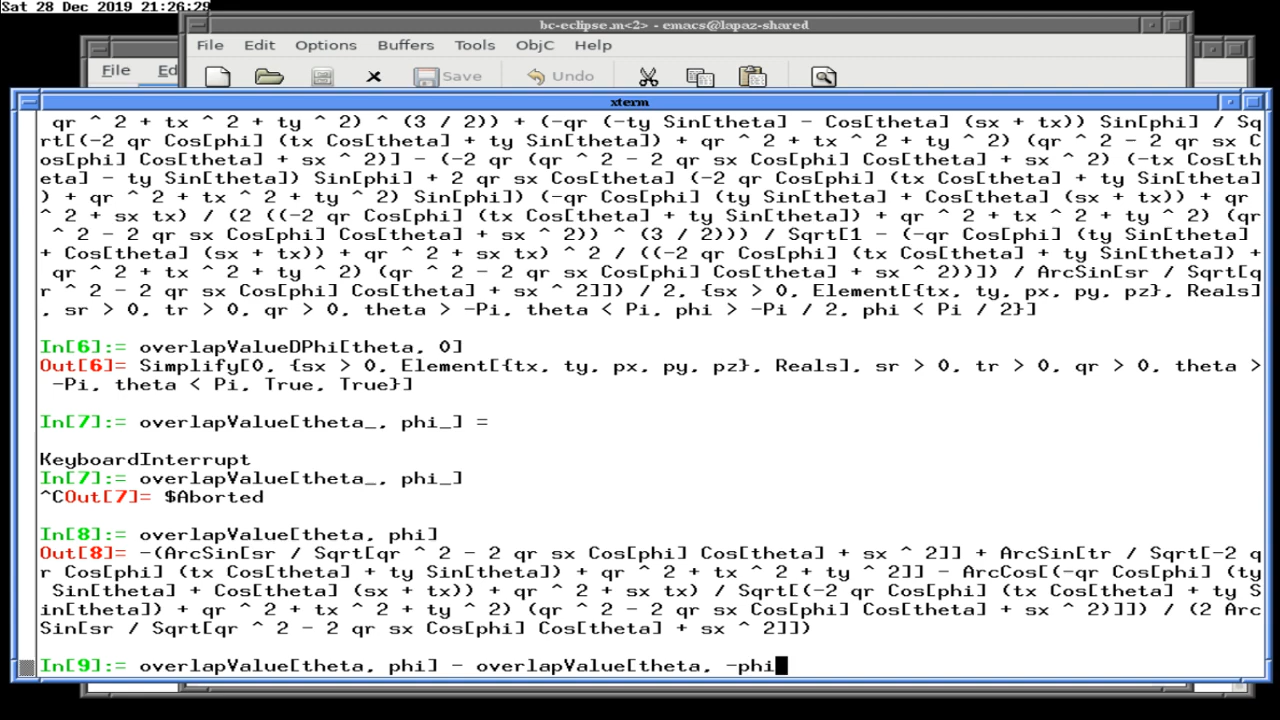 Sat 28 Dec 2019 21:26:29
bc-eclipse.m<2> - emacs@lapaz-shared
File Edit Options Buffers Tools ObjC Help
File Ed
Save Undo
xterm
 qr ^ 2 + tx ^ 2 + ty ^ 2) ^ (3 / 2)) + (-qr (-ty Sin[theta] - Cos[theta] (sx + tx)) Sin[phi] / Sq
rt[(-2 qr Cos[phi] (tx Cos[theta] + ty Sin[theta]) + qr ^ 2 + tx ^ 2 + ty ^ 2) (qr ^ 2 - 2 qr sx C
os[phi] Cos[theta] + sx ^ 2)] - (-2 qr (qr ^ 2 - 2 qr sx Cos[phi] Cos[theta] + sx ^ 2) (-tx Cos[th
eta] - ty Sin[theta]) Sin[phi] + 2 qr sx Cos[theta] (-2 qr Cos[phi] (tx Cos[theta] + ty Sin[theta]
) + qr ^ 2 + tx ^ 2 + ty ^ 2) Sin[phi]) (-qr Cos[phi] (ty Sin[theta] + Cos[theta] (sx + tx)) + qr
^ 2 + sx tx) / (2 ((-2 qr Cos[phi] (tx Cos[theta] + ty Sin[theta]) + qr ^ 2 + tx ^ 2 + ty ^ 2) (qr
 ^ 2 - 2 qr sx Cos[phi] Cos[theta] + sx ^ 2)) ^ (3 / 2))) / Sqrt[1 - (-qr Cos[phi] (ty Sin[theta]
+ Cos[theta] (sx + tx)) + qr ^ 2 + sx tx) ^ 2 / ((-2 qr Cos[phi] (tx Cos[theta] + ty Sin[theta]) +
 qr ^ 2 + tx ^ 2 + ty ^ 2) (qr ^ 2 - 2 qr sx Cos[phi] Cos[theta] + sx ^ 2))]) / ArcSin[sr / Sqrt[q
r ^ 2 - 2 qr sx Cos[phi] Cos[theta] + sx ^ 2]]) / 2, {sx > 0, Element[{tx, ty, px, py, pz}, Reals]
, sr > 0, tr > 0, qr > 0, theta > -Pi, theta < Pi, phi > -Pi / 2, phi < Pi / 2}]
In[6]:= overlapValueDPhi[theta, 0]
Out[6]= Simplify[0, {sx > 0, Element[{tx, ty, px, py, pz}, Reals], sr > 0, tr > 0, qr > 0, theta >
 -Pi, theta < Pi, True, True}]
In[7]:= overlapValue[theta_, phi_] =
KeyboardInterrupt
In[7]:= overlapValue[theta_, phi_]
^COut[7]= $Aborted
In[8]:= overlapValue[theta, phi]
Out[8]= -(ArcSin[sr / Sqrt[qr ^ 2 - 2 qr sx Cos[phi] Cos[theta] + sx ^ 2]] + ArcSin[tr / Sqrt[-2 q
r Cos[phi] (tx Cos[theta] + ty Sin[theta]) + qr ^ 2 + tx ^ 2 + ty ^ 2]] - ArcCos[(-qr Cos[phi] (ty
 Sin[theta] + Cos[theta] (sx + tx)) + qr ^ 2 + sx tx) / Sqrt[(-2 qr Cos[phi] (tx Cos[theta] + ty S
in[theta]) + qr ^ 2 + tx ^ 2 + ty ^ 2) (qr ^ 2 - 2 qr sx Cos[phi] Cos[theta] + sx ^ 2)]]) / (2 Arc
Sin[sr / Sqrt[qr ^ 2 - 2 qr sx Cos[phi] Cos[theta] + sx ^ 2]])
In[9]:= overlapValue[theta, phi] - overlapValue[theta, -phi